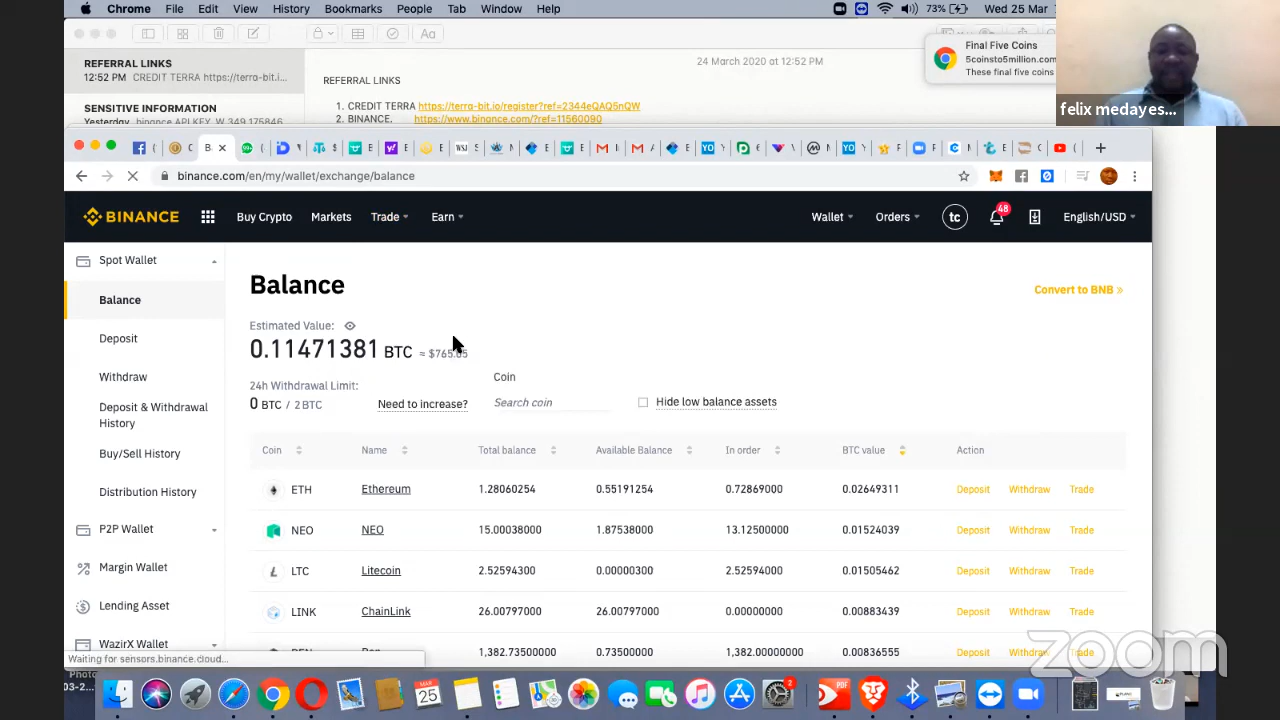 Chrome File Edit View History Bookmarks People Tab Window Help
73% Wed 25 Mar
REFERRAL LINKS
12:52 PM CREDIT TERRA https://terra-bit.i...
SENSITIVE INFORMATION
Yesterday binance API KEY
24 March 2020 at 12:52 PM
REFERRAL LINKS
1. CREDIT TERRA https://terra-bit.io/register?ref=2344eQAQ5nQW
2. BINANCE. https://www.binance.com/?ref=11560090
Final Five Coins
5coinsto5million.com
These final five coins
felix medayes...
binance.com/en/my/wallet/exchange/balance
BINANCE Buy Crypto Markets Trade Earn Wallet Orders tc 48 English/USD
Spot Wallet
Balance
Deposit
Withdraw
Deposit & Withdrawal
History
Buy/Sell History
Distribution History
P2P Wallet
Margin Wallet
Lending Asset
WazirX Wallet
Waiting for sensors.binance.cloud...
Balance
Convert to BNB »
Estimated Value:
0.11471381 BTC ≈
24h Withdrawal Limit:
0 BTC / 2BTC Need to increase?
Coin
Search coin
Hide low balance assets
Coin Name Total balance Available Balance In order BTC value Action
ETH Ethereum 1.28060254 0.55191254 0.72869000 0.02649311 Deposit Withdraw Trade
NEO NEO 15.00038000 1.87538000 13.12500000 0.01524039 Deposit Withdraw Trade
LTC Litecoin 2.52594300 0.00000300 2.52594000 0.01505462 Deposit Withdraw Trade
LINK ChainLink 26.00797000 26.00797000 0.00000000 0.00883439 Deposit Withdraw Trade
1,382.73500000 0.73500000 1,382.00000000 0.00836555 Deposit Withdraw Trade
zoom